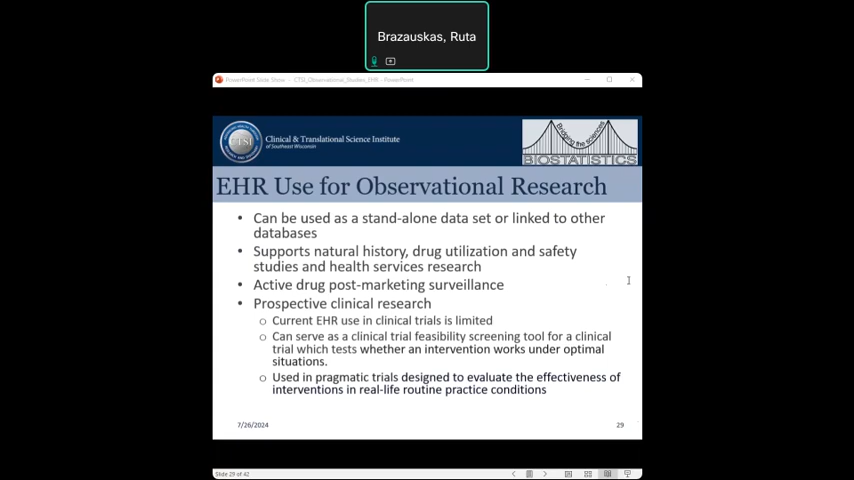 Brazauskas, Ruta
PowerPoint Slide Show - CTSI_Observational_Studies_EHR - PowerPoint
CTSI
Clinical & Translational Science Institute
of Southeast Wisconsin
Bridging the sciences
BIOSTATISTICS
EHR Use for Observational Research
• Can be used as a stand-alone data set or linked to other
databases
• Supports natural history, drug utilization and safety
studies and health services research
• Active drug post-marketing surveillance
• Prospective clinical research
o Current EHR use in clinical trials is limited
o Can serve as a clinical trial feasibility screening tool for a clinical
trial which tests whether an intervention works under optimal
situations.
o Used in pragmatic trials designed to evaluate the effectiveness of
interventions in real-life routine practice conditions
7/26/2024
29
Slide 29 of 42